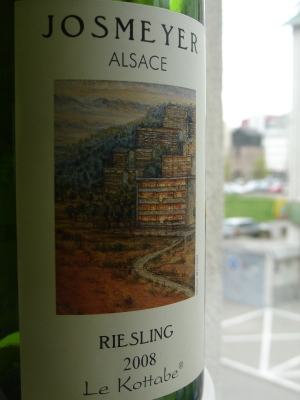 JOSMEYER
ALSACE
RIESLING
2008
Le Kottabe®